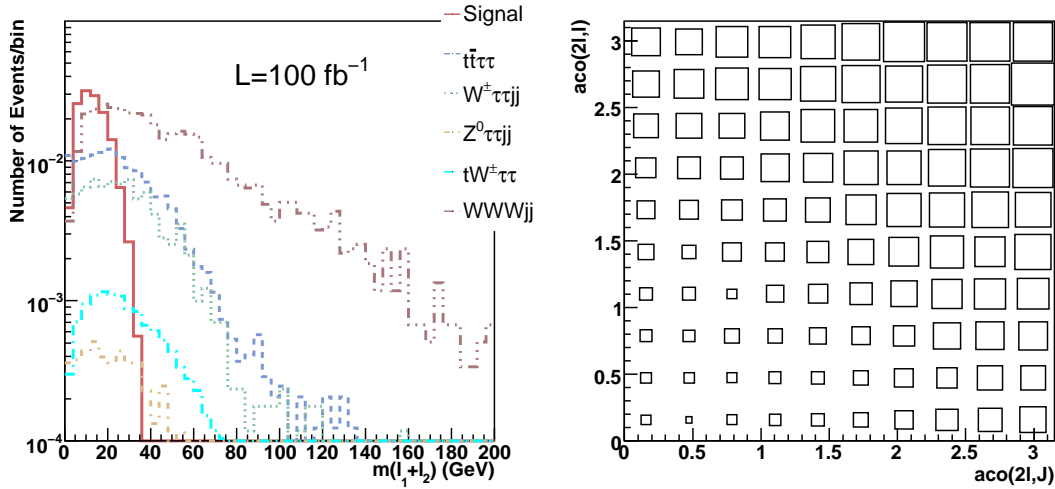 Number of Events/bin
10⁻²
10⁻³
10⁻⁴
0 20 40 60 80 100 120 140 160 180 200
m(l₁+l₂) (GeV)
L=100 fb⁻¹
Signal
tt̄ττ
W±ττjj
Z⁰ττjj
tW±ττ
WWWjj
aco(2l,l)
3
2.5
2
1.5
1
0.5
0
0 0.5 1 1.5 2 2.5 3
aco(2l,J)